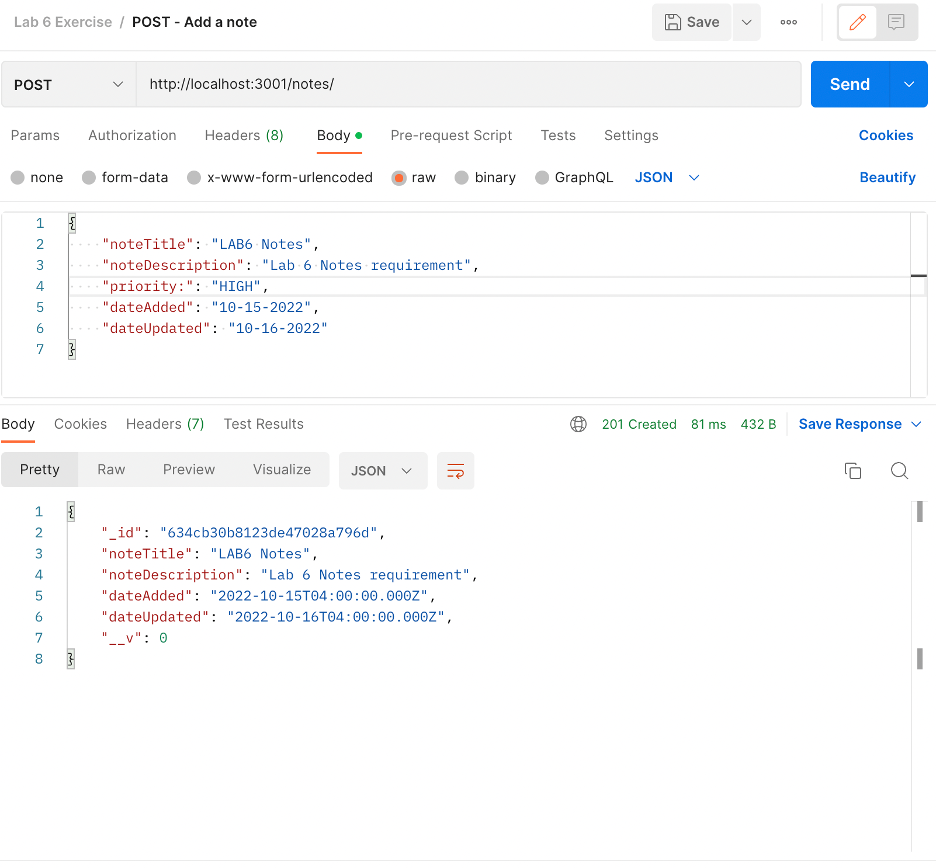 Lab 6 Exercise / POST - Add a note Save
POST http://localhost:3001/notes/ Send
Params Authorization Headers (8) Body Pre-request Script Tests Settings Cookies
none form-data x-www-form-urlencoded raw binary GraphQL JSON Beautify
1 {
2 "noteTitle": "LAB6 Notes",
3 "noteDescription": "Lab 6 Notes requirement",
4 "priority:": "HIGH",
5 "dateAdded": "10-15-2022",
6 "dateUpdated": "10-16-2022"
7 }
Body Cookies Headers (7) Test Results 201 Created 81 ms 432 B Save Response
Pretty Raw Preview Visualize JSON
1 {
2 "_id": "634cb30b8123de47028a796d",
3 "noteTitle": "LAB6 Notes",
4 "noteDescription": "Lab 6 Notes requirement",
5 "dateAdded": "2022-10-15T04:00:00.000Z",
6 "dateUpdated": "2022-10-16T04:00:00.000Z",
7 "__v": 0
8 }